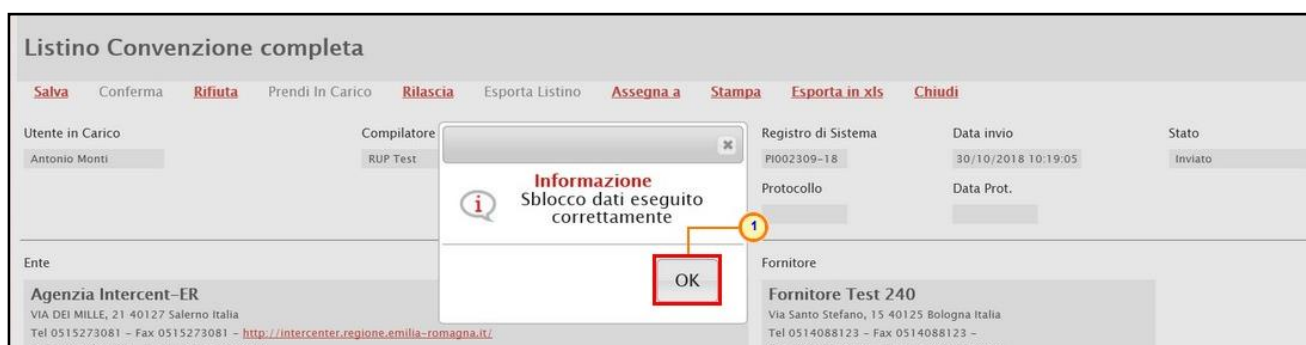 Listino Convenzione completa
Salva Conferma Rifiuta Prendi In Carico Rilascia Esporta Listino Assegna a Stampa Esporta in xls Chiudi
Utente in Carico Compilatore Registro di Sistema Data invio Stato
Antonio Monti RUP Test PI002309-18 30/10/2018 10:19:05 Inviato
Protocollo Data Prot.
Informazione
Sblocco dati eseguito
correttamente
1
OK
Ente Fornitore
Agenzia Intercent-ER Fornitore Test 240
VIA DEI MILLE, 21 40127 Salerno Italia Via Santo Stefano, 15 40125 Bologna Italia
Tel 0515273081 - Fax 0515273081 - http://intercenter.regione.emilia-romagna.it/ Tel 0514088123 - Fax 0514088123 -